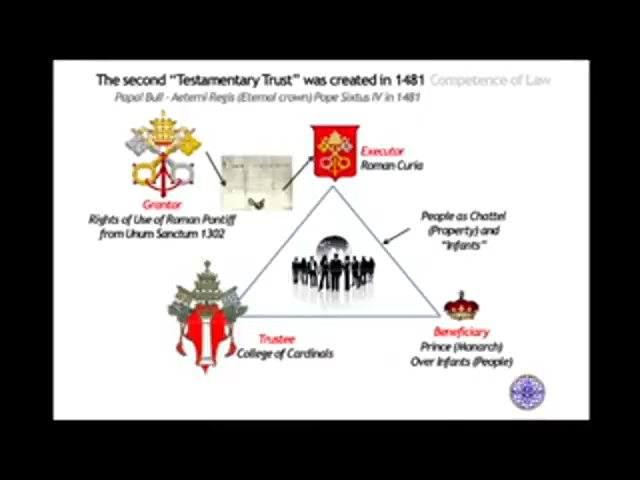 The second “Testamentary Trust” was created in 1481 Competence of Law
Papal Bull - Aeterni Regis (Eternal crown) Pope Sixtus IV in 1481
Executor
Roman Curia
Grantor
Rights of Use of Roman Pontiff
from Unum Sanctum 1302
People as Chattel
(Property) and
“Infants”
Trustee
College of Cardinals
Beneficiary
Prince (Monarch)
Over Infants (People)